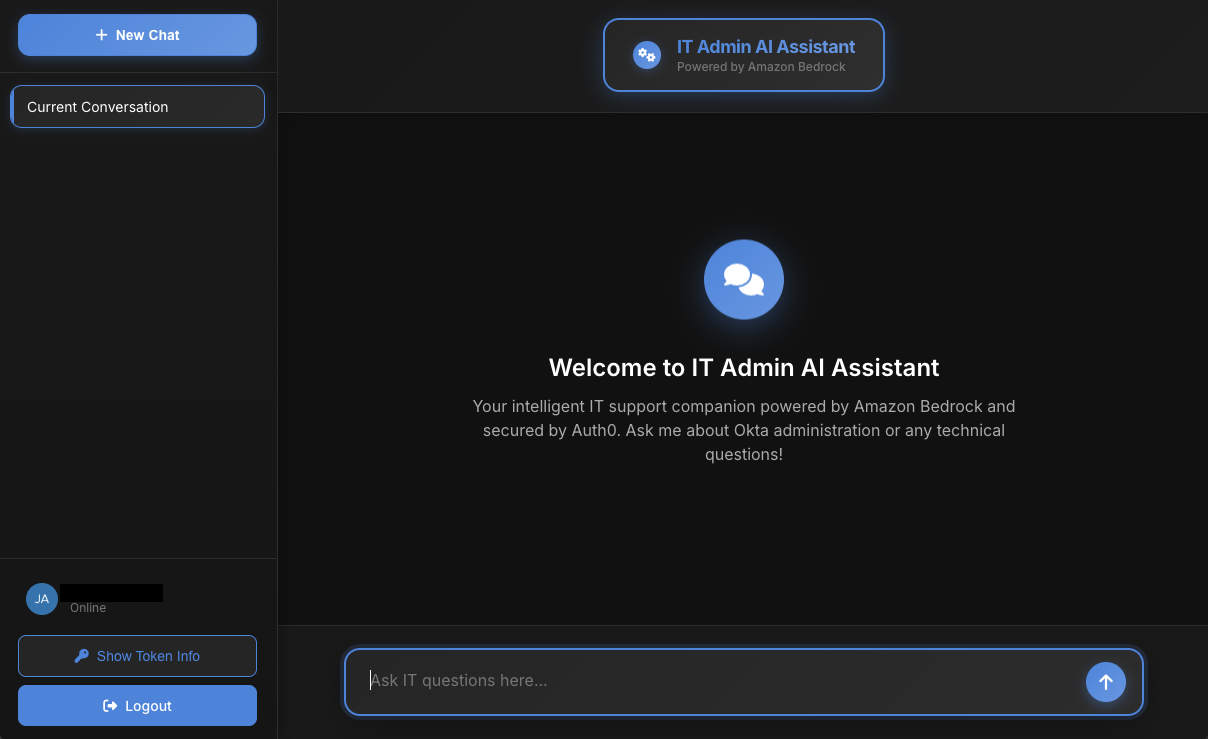 New Chat
Current Conversation
JA
Online
Show Token Info
Logout
IT Admin AI Assistant
Powered by Amazon Bedrock
Welcome to IT Admin AI Assistant
Your intelligent IT support companion powered by Amazon Bedrock and
secured by Auth0. Ask me about Okta administration or any technical
questions!
Ask IT questions here...